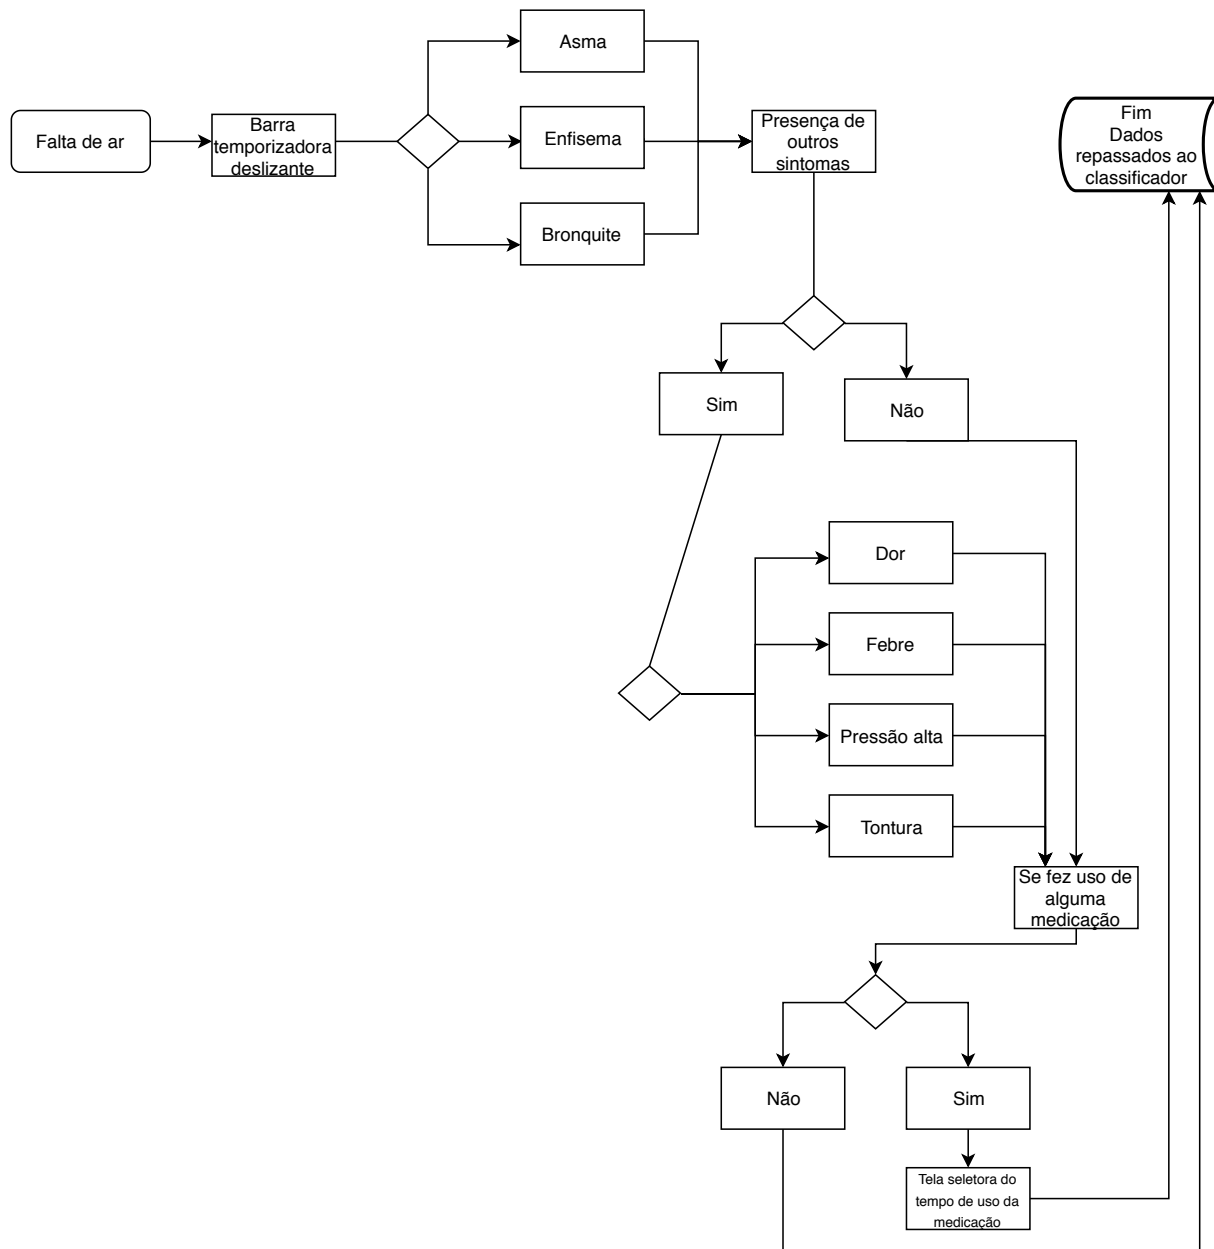 Falta de ar
Barra
temporizadora
deslizante
Asma
Enfisema
Bronquite
Presença de
outros
sintomas
Fim
Dados
repassados ao
classificador
Sim
Não
Dor
Febre
Pressão alta
Tontura
Se fez uso de
alguma
medicação
Não
Sim
Tela seletora do
tempo de uso da
medicação